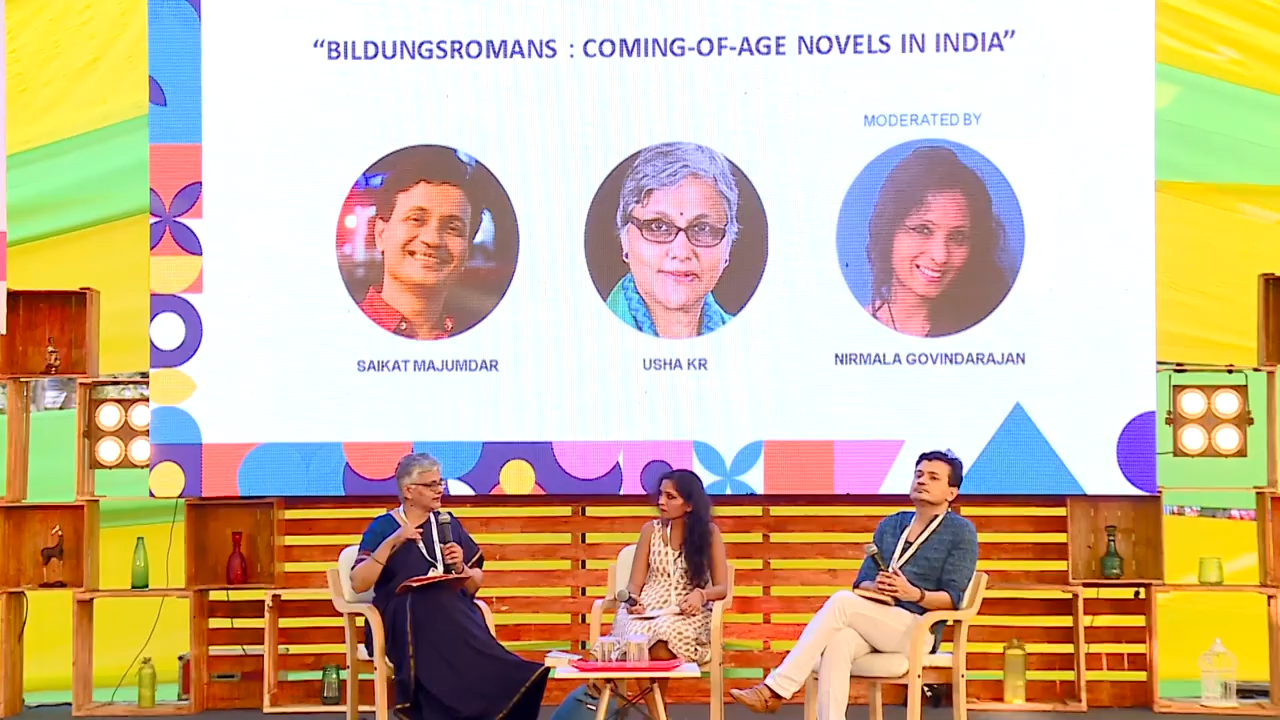 “BILDUNGSROMANS : COMING-OF-AGE NOVELS IN INDIA”
MODERATED BY
SAIKAT MAJUMDAR
USHA KR
NIRMALA GOVINDARAJAN